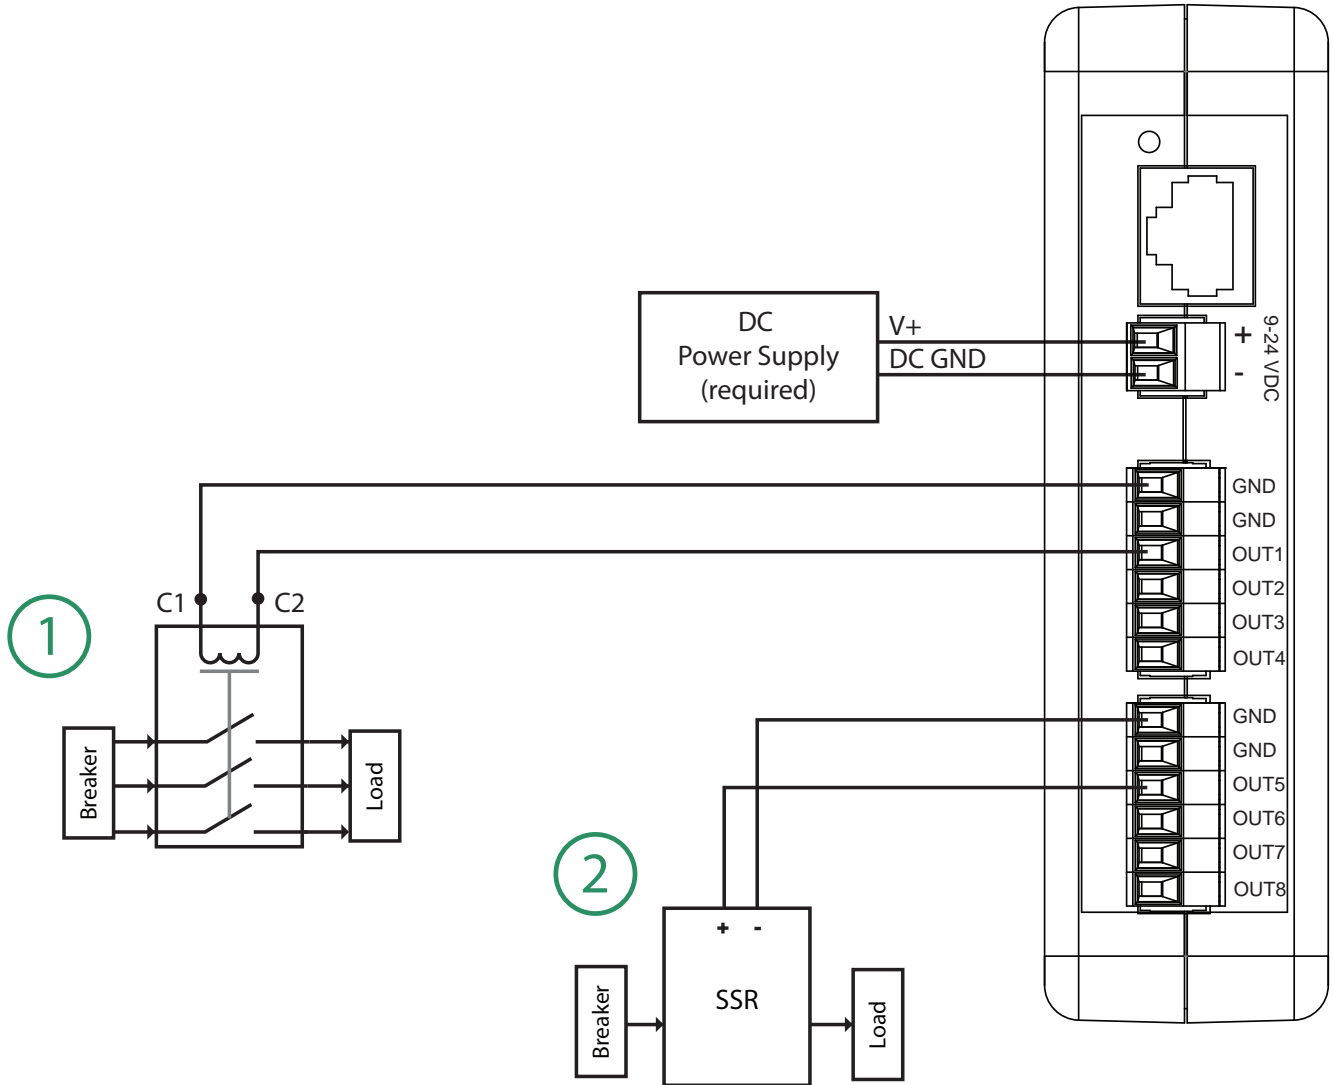 DC
Power Supply
(required)
V+
DC GND
+
-
9-24 VDC
GND
GND
OUT1
OUT2
OUT3
OUT4
GND
GND
OUT5
OUT6
OUT7
OUT8
1
C1
C2
Breaker
Load
2
+ -
SSR
Breaker
Load